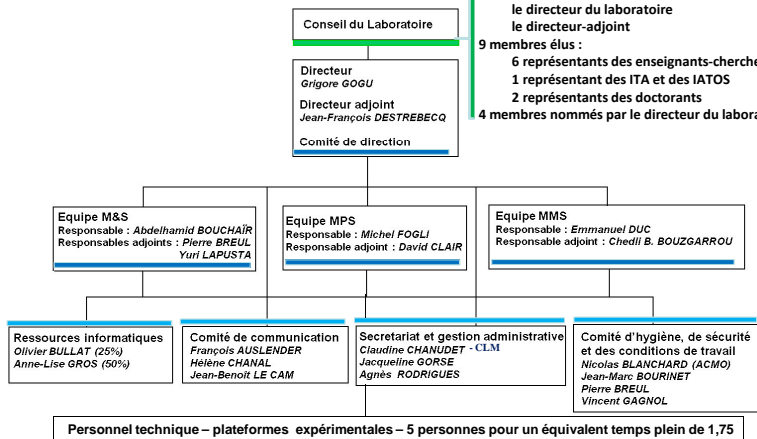 Conseil du Laboratoire
le directeur du laboratoire
le directeur-adjoint
9 membres élus :
6 représentants des enseignants-cherche
1 représentant des ITA et des IATOS
2 représentants des doctorants
4 membres nommés par le directeur du labora
Directeur
Grigore GOGU
Directeur adjoint
Jean-François DESTREBECQ
Comité de direction
Equipe M&S
Responsable : Abdelhamid BOUCHAÏR
Responsables adjoints : Pierre BREUL
Yuri LAPUSTA
Equipe MPS
Responsable : Michel FOGLI
Responsable adjoint : David CLAIR
Equipe MMS
Responsable : Emmanuel DUC
Responsable adjoint : Chedli B. BOUZGARROU
Ressources informatiques
Olivier BULLAT (25%)
Anne-Lise GROS (50%)
Comité de communication
François AUSLENDER
Hélène CHANAL
Jean-Benoît LE CAM
Secretariat et gestion administrative
Claudine CHANUDET - CLM
Jacqueline GORSE
Agnès RODRIGUES
Comité d'hygiène, de sécurité
et des conditions de travail
Nicolas BLANCHARD (ACMO)
Jean-Marc BOURINET
Pierre BREUL
Vincent GAGNOL
Personnel technique – plateformes expérimentales – 5 personnes pour un équivalent temps plein de 1,75